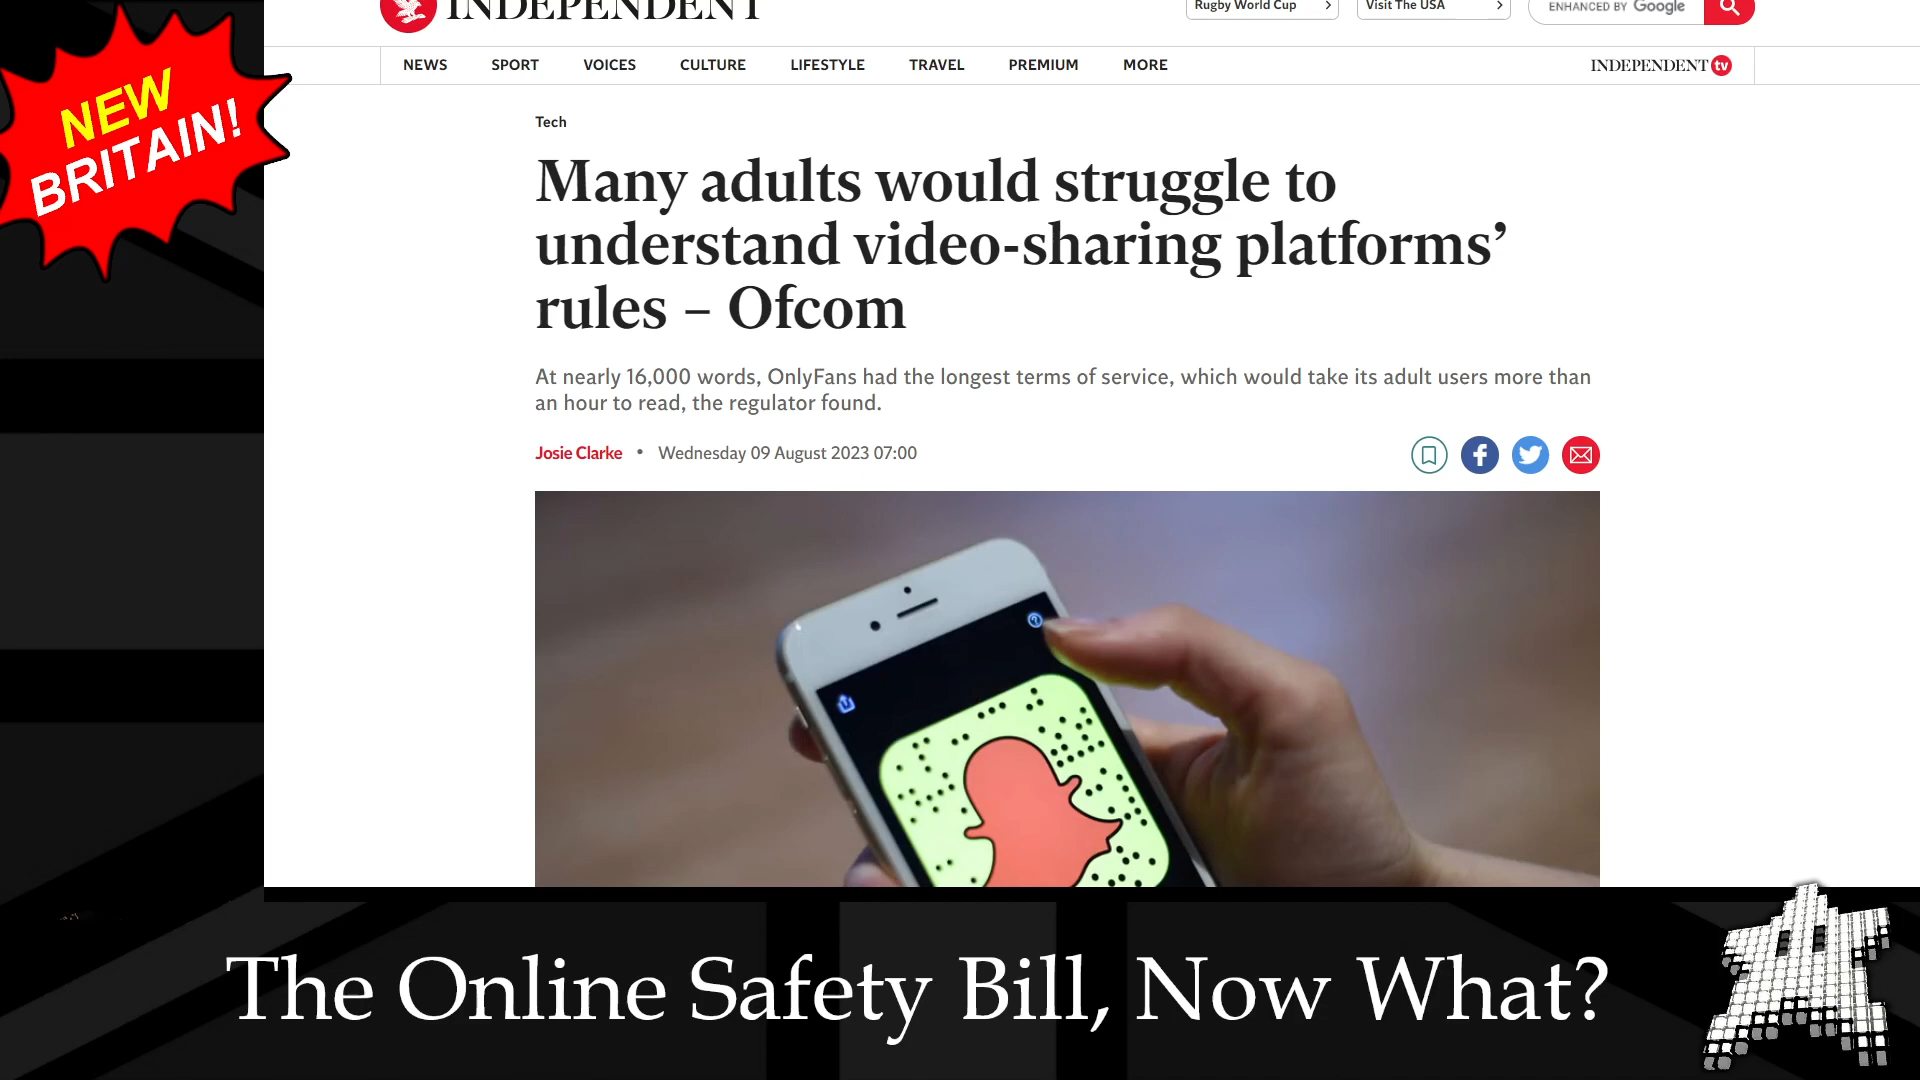 INDEPENDENT
Rugby World Cup
Visit The USA
ENHANCED BY Google
NEWS SPORT VOICES CULTURE LIFESTYLE TRAVEL PREMIUM MORE
INDEPENDENT tv
NEW
BRITAIN!
Tech
Many adults would struggle to
understand video-sharing platforms’
rules – Ofcom
At nearly 16,000 words, OnlyFans had the longest terms of service, which would take its adult users more than
an hour to read, the regulator found.
Josie Clarke • Wednesday 09 August 2023 07:00
The Online Safety Bill, Now What?